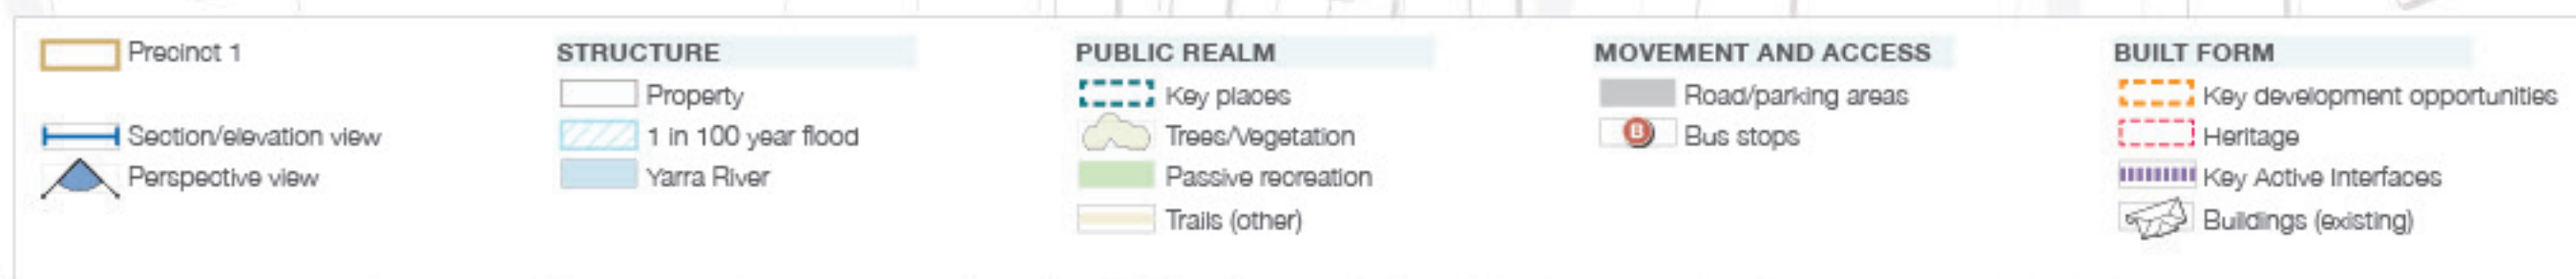 Precinct 1
Section/elevation view
Perspective view
STRUCTURE
Property
1 in 100 year flood
Yarra River
PUBLIC REALM
Key places
Trees/Vegetation
Passive recreation
Trails (other)
MOVEMENT AND ACCESS
Road/parking areas
B
Bus stops
BUILT FORM
Key development opportunities
Heritage
Key Active Interfaces
Buildings (existing)